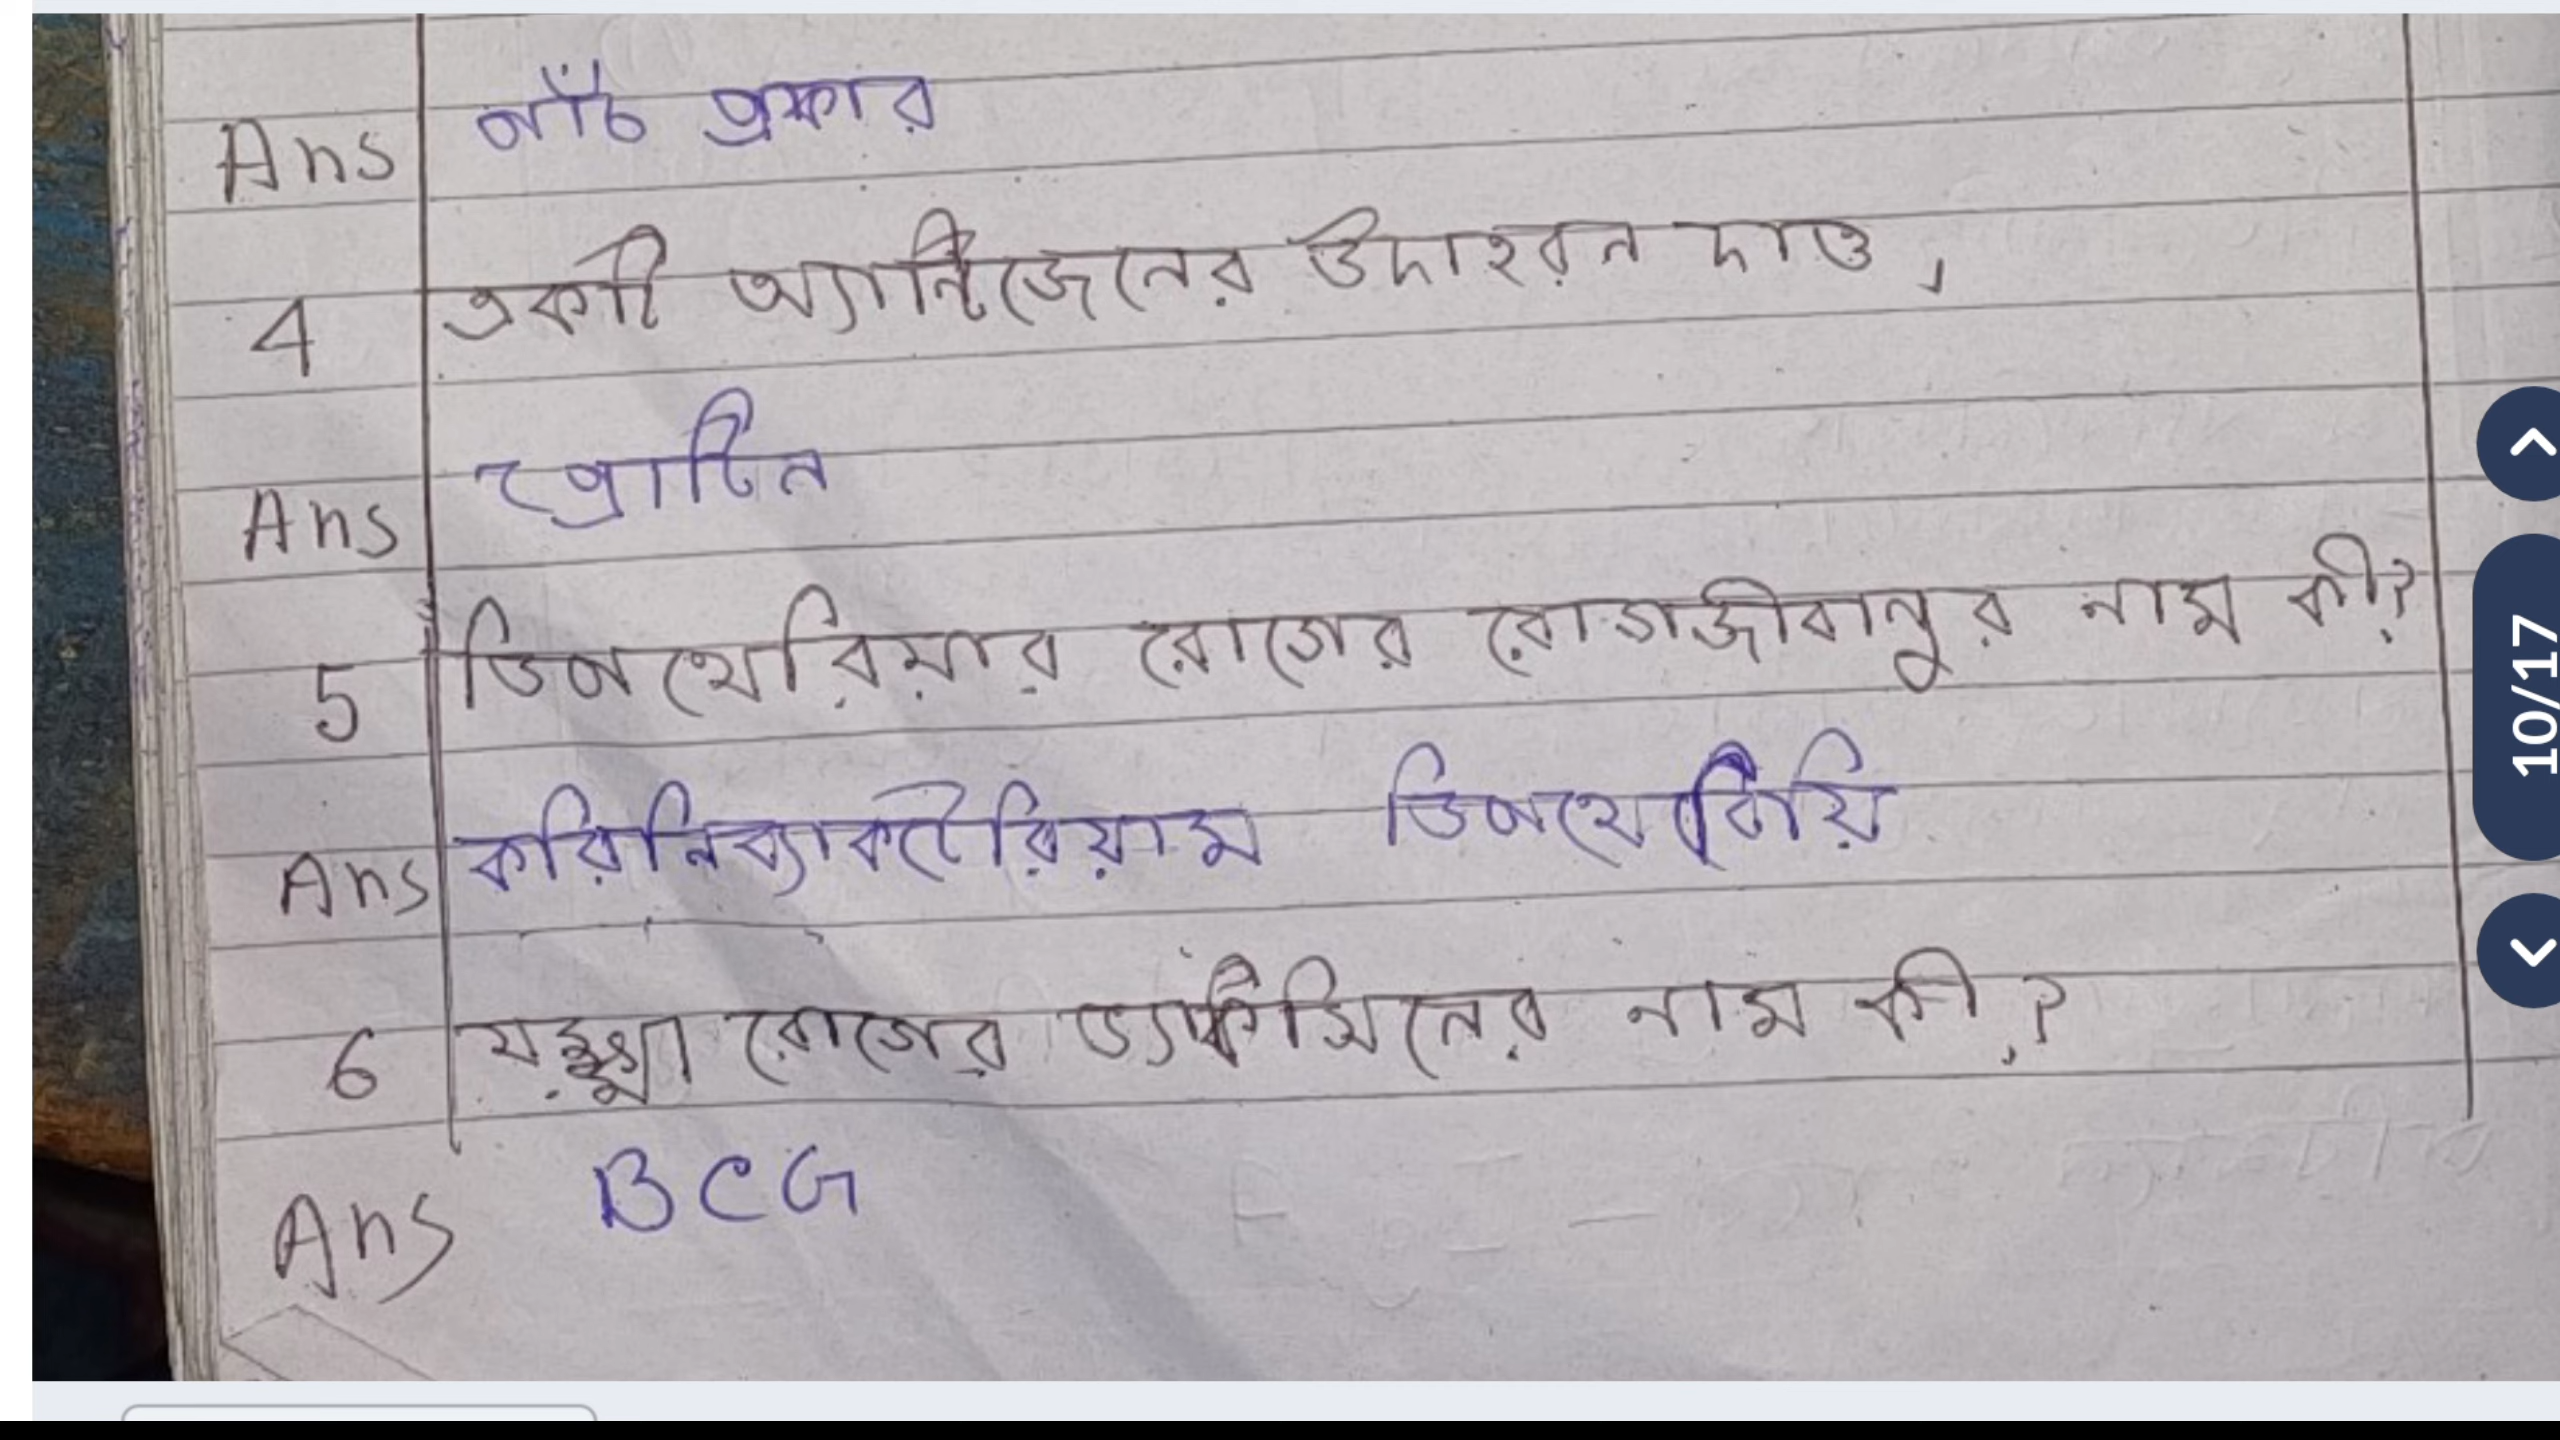 Ans পাঁচ প্রকার
4 একটি অ্যান্টিজেনের উদাহরন দাও,
Ans প্রোটিন
5 ডিপথেরিয়ার রোগের রোগজীবানুর নাম কী?
Ans করিনিব্যাকটেরিয়াম ডিপথেরিয়ি
6 যক্ষ্মা রোগের ভ্যাকসিনের নাম কী?
Ans BCG
10/17